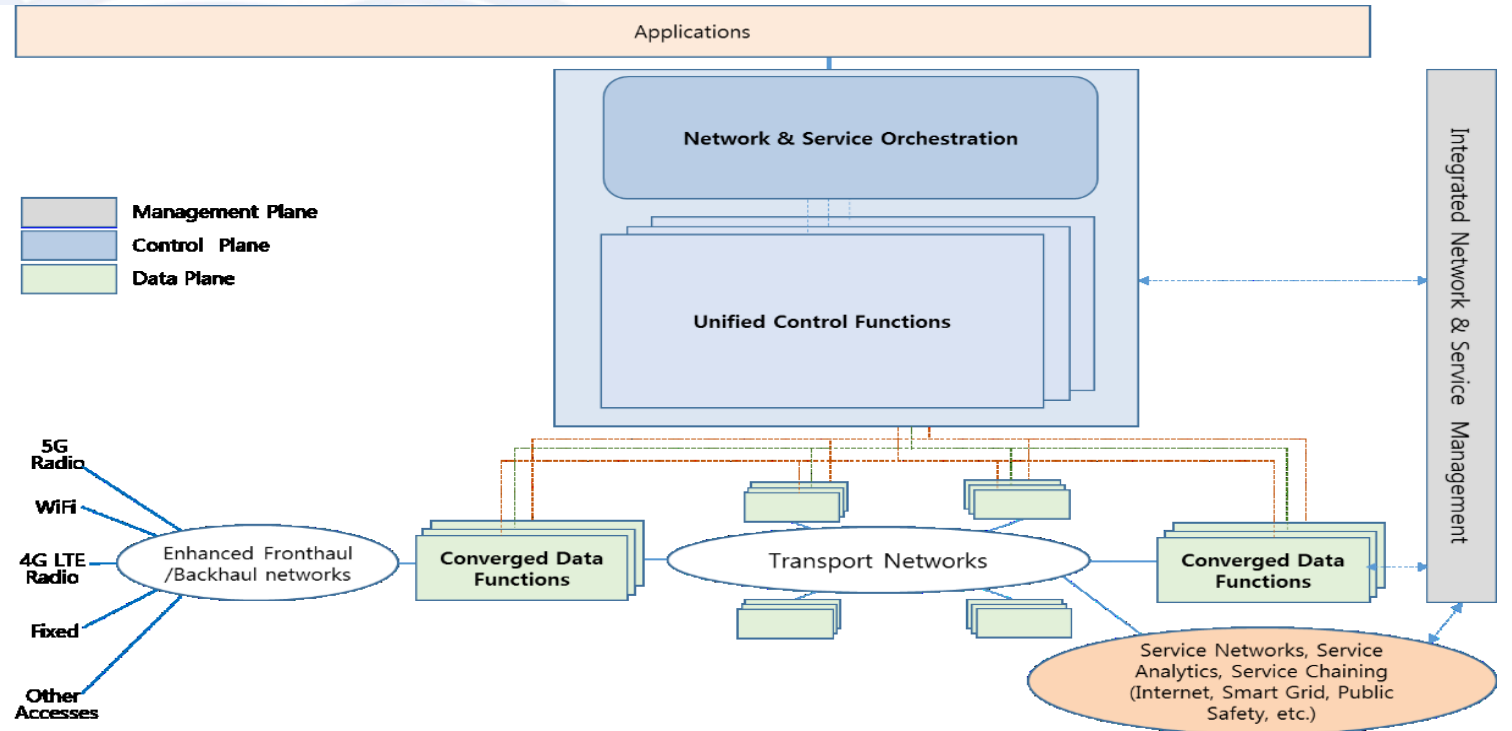 Applications
Network & Service Orchestration
Integrated Network & Service Management
Management Plane
Control Plane
Data Plane
Unified Control Functions
5G
Radio
WiFi
4G LTE
Radio
Fixed
Other
Accesses
Enhanced Fronthaul
/Backhaul networks
Converged Data
Functions
Transport Networks
Converged Data
Functions
Service Networks, Service
Analytics, Service Chaining
(Internet, Smart Grid, Public
Safety, etc.)